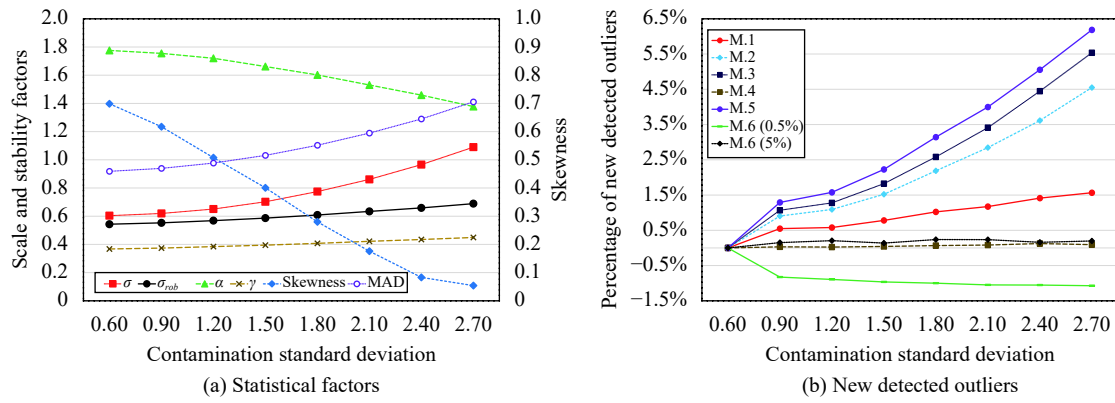 2.0
1.8
1.6
1.4
1.2
1.0
0.8
0.6
0.4
0.2
0
Scale and stability factors
1.0
0.9
0.8
0.7
0.6
0.5
0.4
0.3
0.2
0.1
0
Skewness
σ σrob α γ Skewness MAD
0.60 0.90 1.20 1.50 1.80 2.10 2.40 2.70
Contamination standard deviation
(a) Statistical factors
6.5%
5.5%
4.5%
3.5%
2.5%
1.5%
0.5%
−0.5%
−1.5%
Percentage of new detected outliers
M.1
M.2
M.3
M.4
M.5
M.6 (0.5%)
M.6 (5%)
0.60 0.90 1.20 1.50 1.80 2.10 2.40 2.70
Contamination standard deviation
(b) New detected outliers